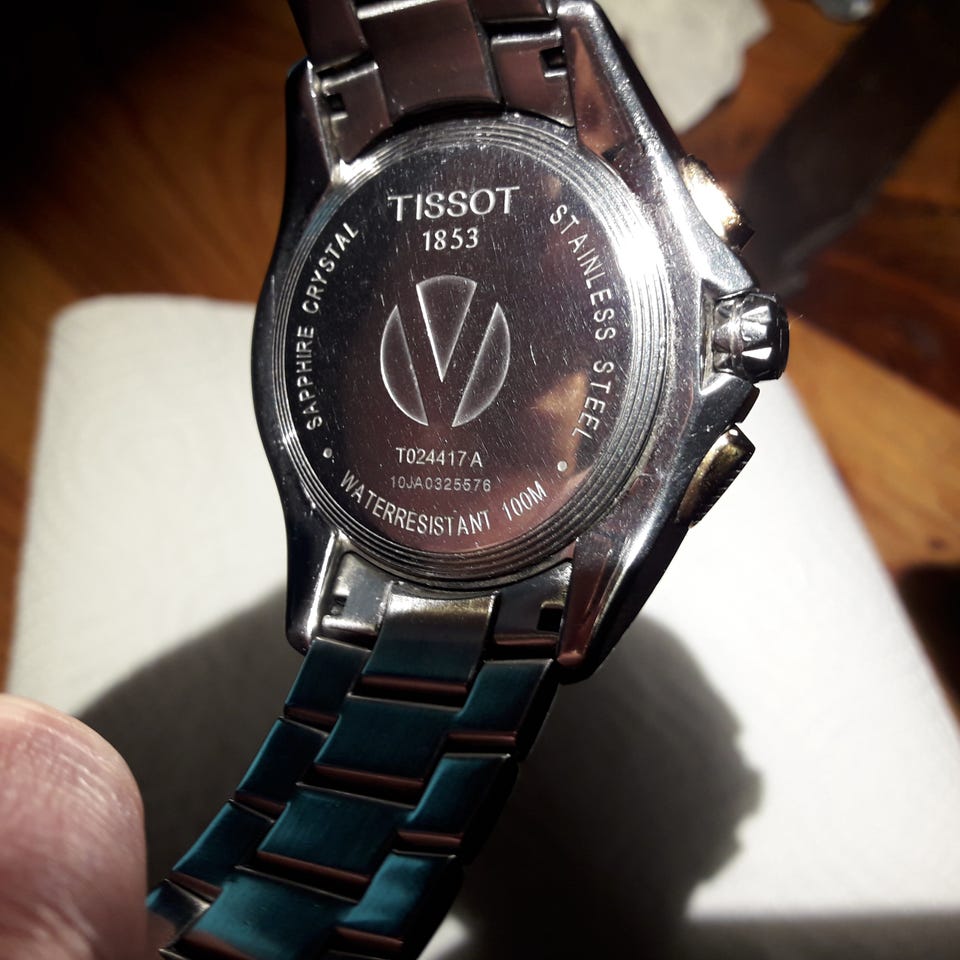 TISSOT
1853
SAPPHIRE CRYSTAL
STAINLESS STEEL
T024417A
10JA0325576
WATERRESISTANT 100M